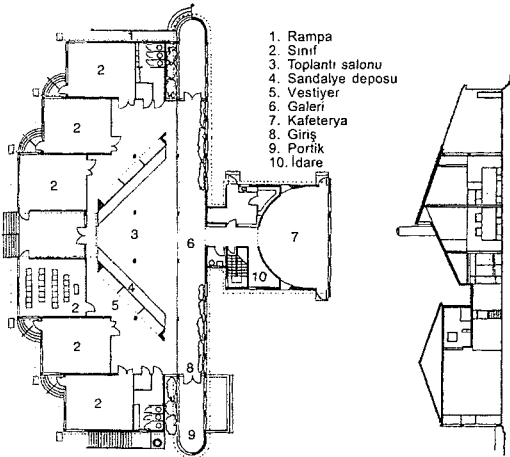 1. Rampa
2. Sınıf
3. Toplantı salonu
4. Sandalye deposu
5. Vestiyer
6. Galeri
7. Kafeterya
8. Giriş
9. Portik
10. İdare
2
2
2
3
6
7
10
4
5
2
2
8
2
9